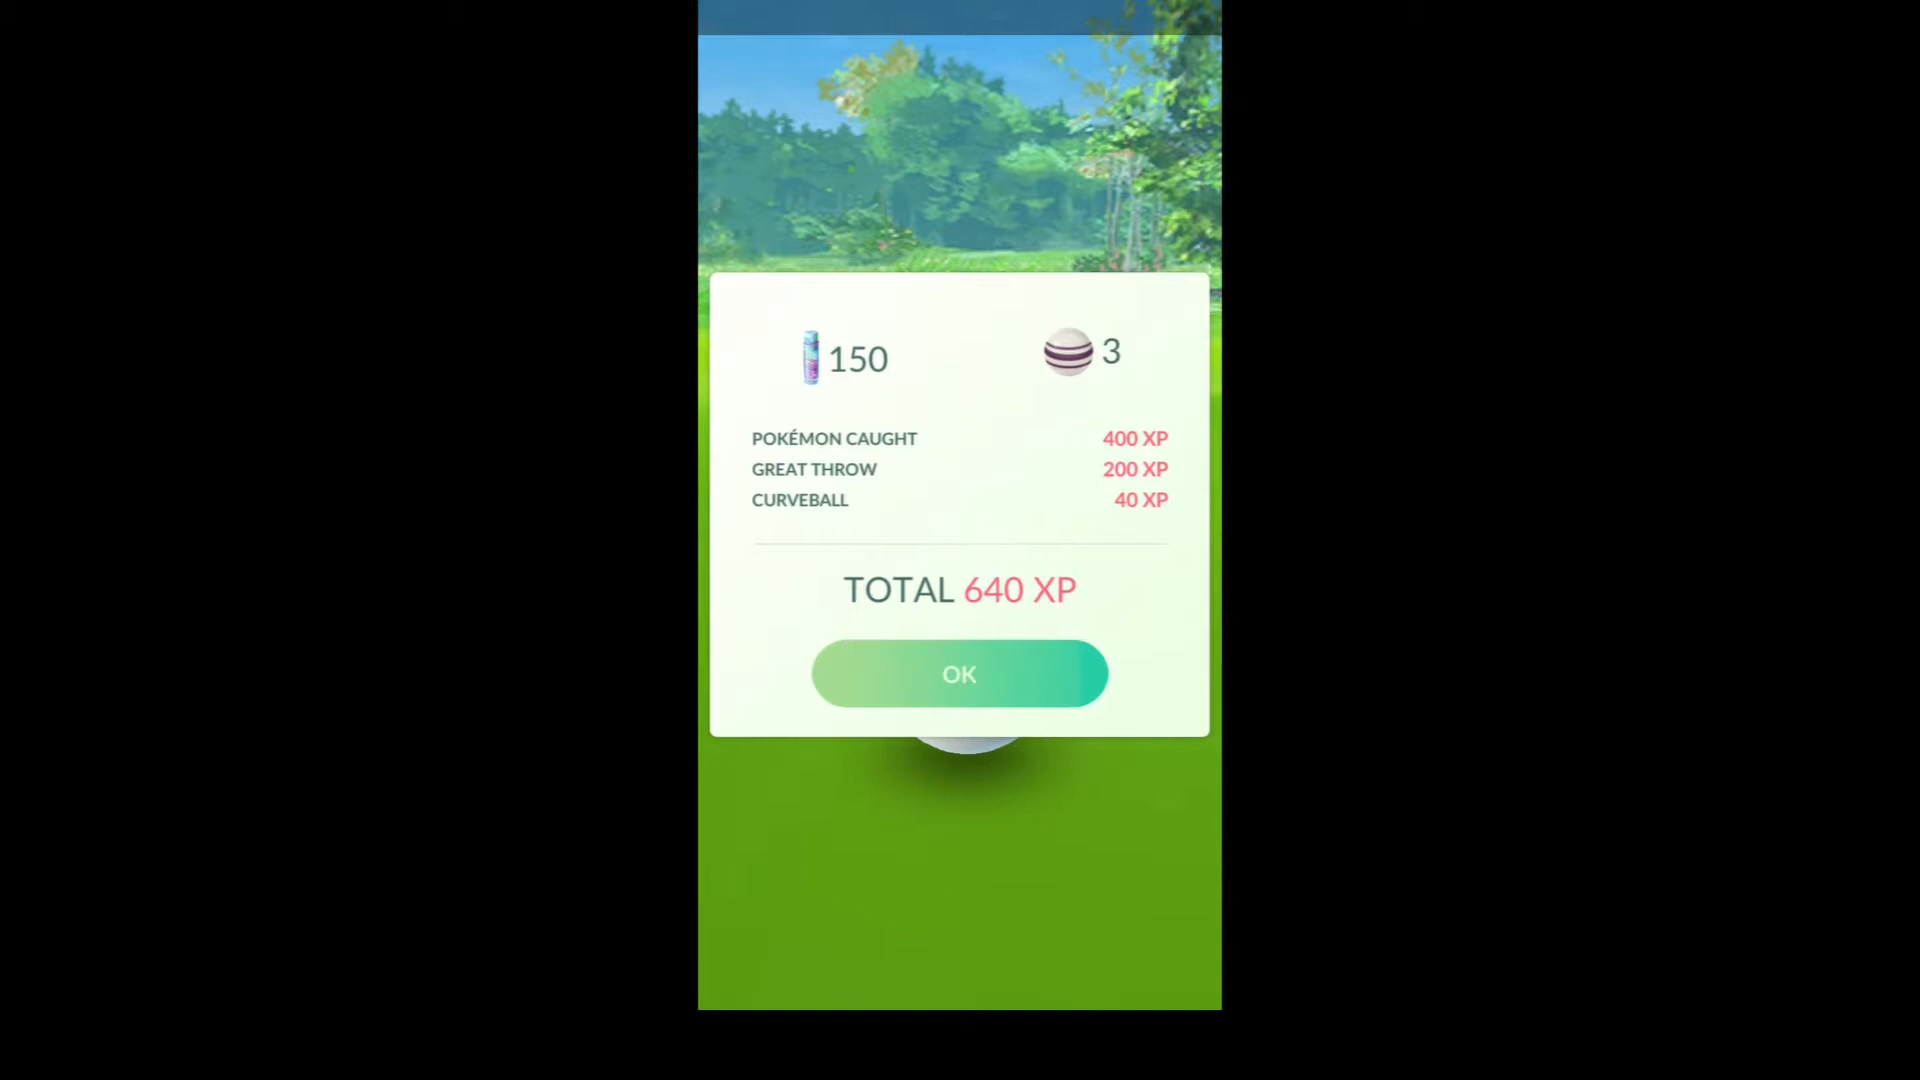 150 3
POKÉMON CAUGHT 400 XP
GREAT THROW 200 XP
CURVEBALL 40 XP
TOTAL 640 XP
OK